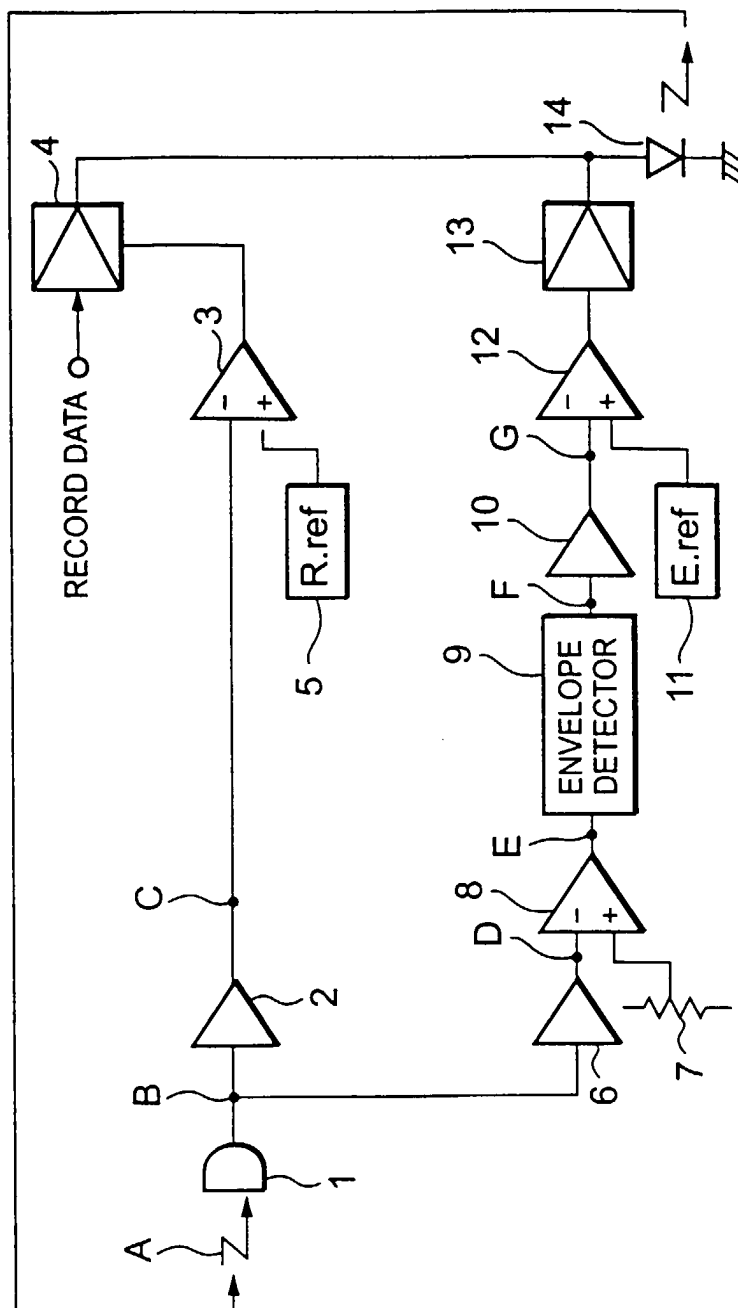 4
RECORD DATA
3
R.ref
5
14
13
12
G
10
F
E.ref
11
9
ENVELOPE
DETECTOR
E
8
D
7
6
C
2
B
1
A
-
+
-
+
-
+